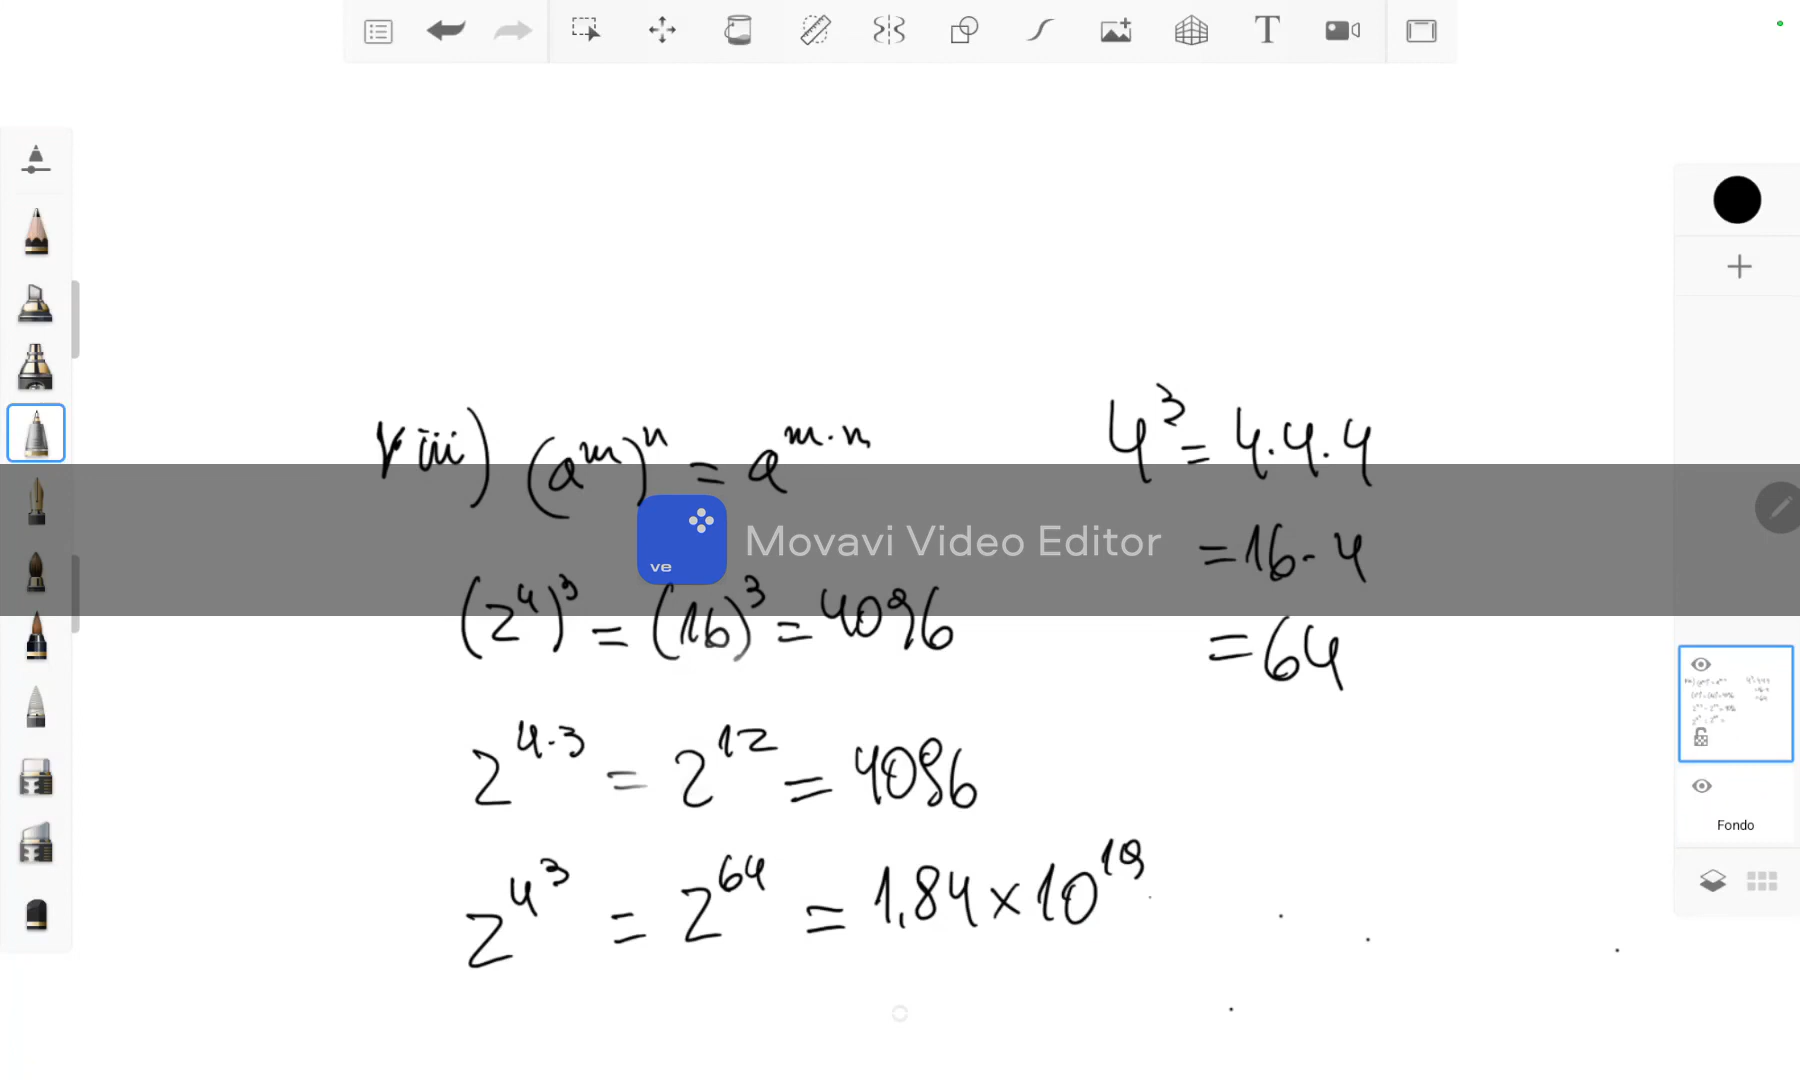 viii) (a^m)^n = a^{m·n}
(2^4)^3 = (16)^3 = 4096
2^{4·3} = 2^{12} = 4096
2^{4^3} = 2^{64} = 1,84 × 10^{19}
4^3 = 4·4·4
= 16·4
= 64
ve
Movavi Video Editor
Fondo